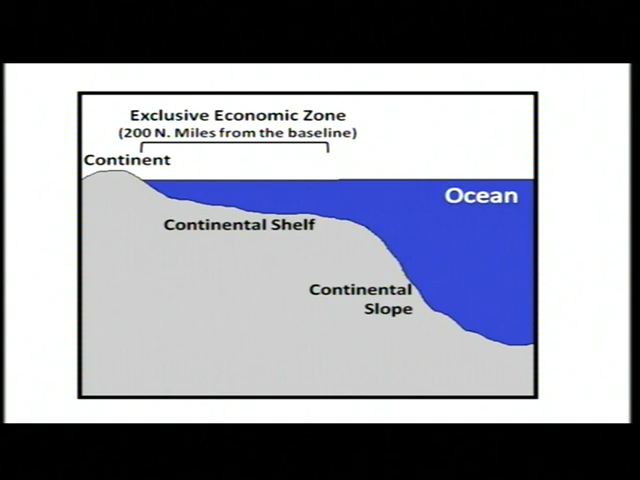 Exclusive Economic Zone
(200 N. Miles from the baseline)
Continent
Ocean
Continental Shelf
Continental
Slope